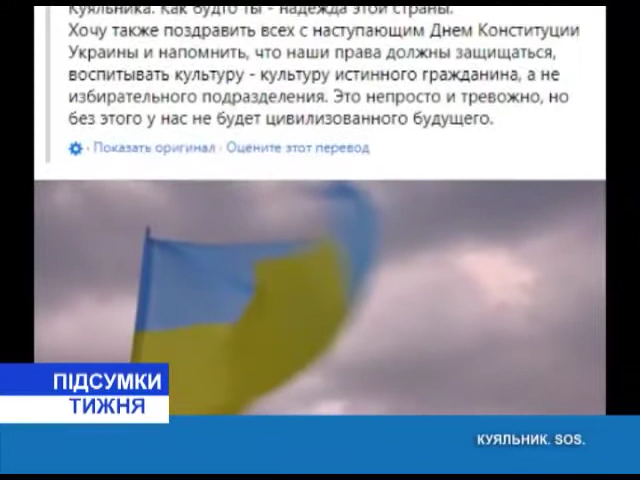 Куяльника. Как будто ты - надежда этой страны.
Хочу также поздравить всех с наступающим Днем Конституции
Украины и напомнить, что наши права должны защищаться,
воспитывать культуру - культуру истинного гражданина, а не
избирательного подразделения. Это непросто и тревожно, но
без этого у нас не будет цивилизованного будущего.
· Показать оригинал · Оцените этот перевод
ПІДСУМКИ
ТИЖНЯ
КУЯЛЬНИК. SOS.